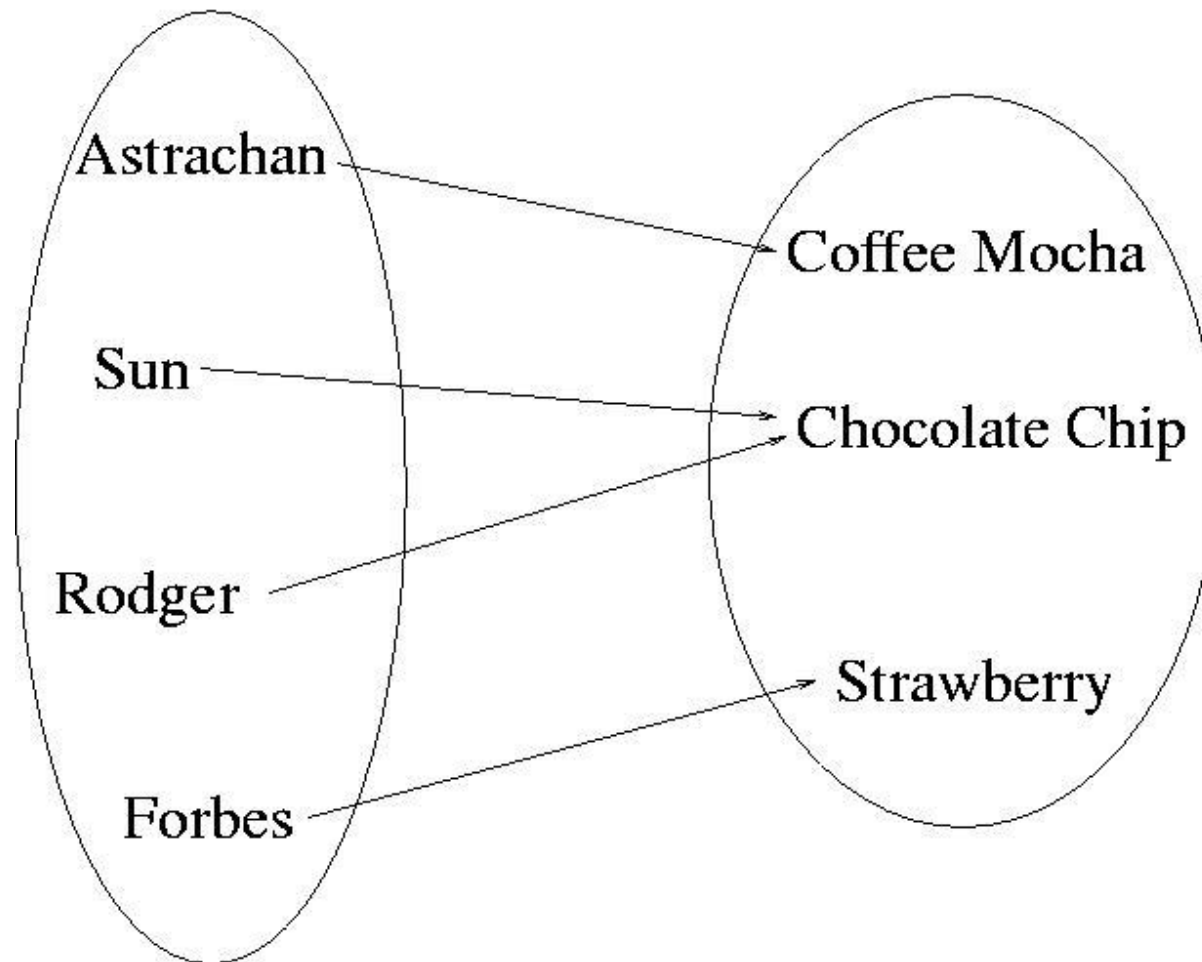 Astrachan
Sun
Rodger
Forbes
Coffee Mocha
Chocolate Chip
Strawberry